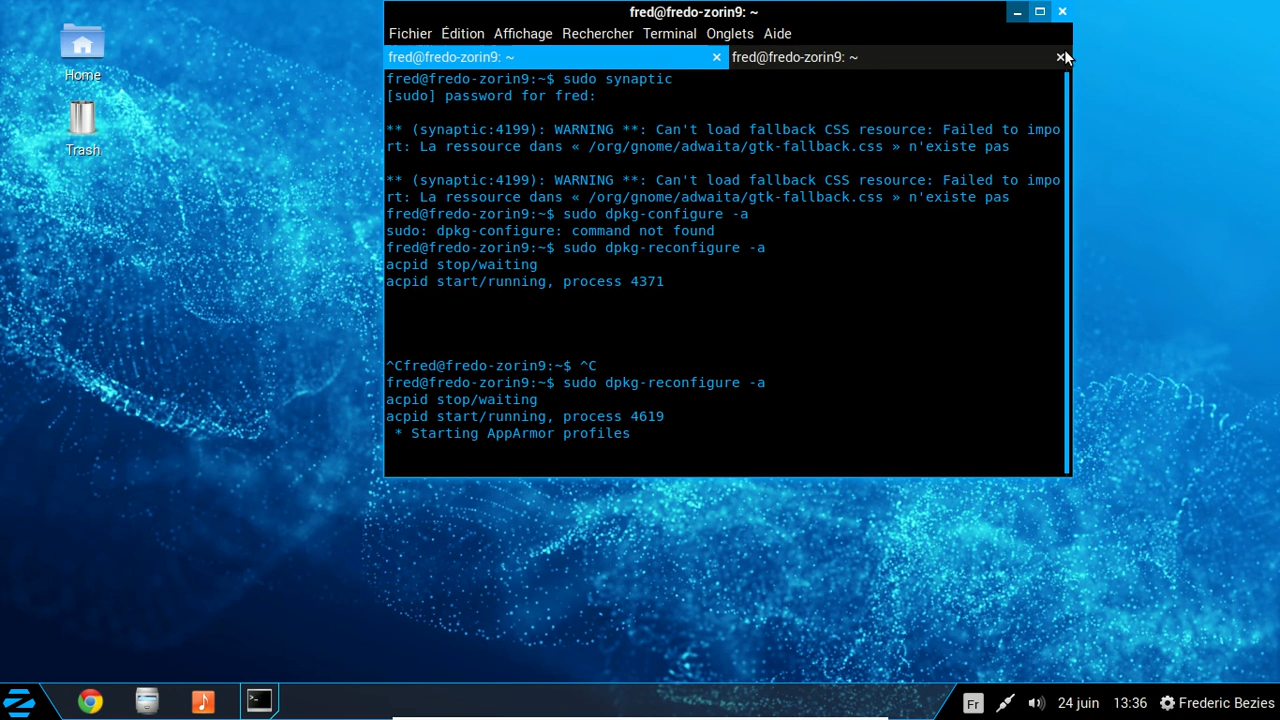 fred@fredo-zorin9: ~
Fichier Édition Affichage Rechercher Terminal Onglets Aide
fred@fredo-zorin9: ~ × fred@fredo-zorin9: ~ ×
Home
Trash
fred@fredo-zorin9:~$ sudo synaptic
[sudo] password for fred:
** (synaptic:4199): WARNING **: Can't load fallback CSS resource: Failed to impo
rt: La ressource dans « /org/gnome/adwaita/gtk-fallback.css » n'existe pas
** (synaptic:4199): WARNING **: Can't load fallback CSS resource: Failed to impo
rt: La ressource dans « /org/gnome/adwaita/gtk-fallback.css » n'existe pas
fred@fredo-zorin9:~$ sudo dpkg-configure -a
sudo: dpkg-configure: command not found
fred@fredo-zorin9:~$ sudo dpkg-reconfigure -a
acpid stop/waiting
acpid start/running, process 4371
^Cfred@fredo-zorin9:~$ ^C
fred@fredo-zorin9:~$ sudo dpkg-reconfigure -a
acpid stop/waiting
acpid start/running, process 4619
 * Starting AppArmor profiles
Fr 24 juin 13:36 Frederic Bezies